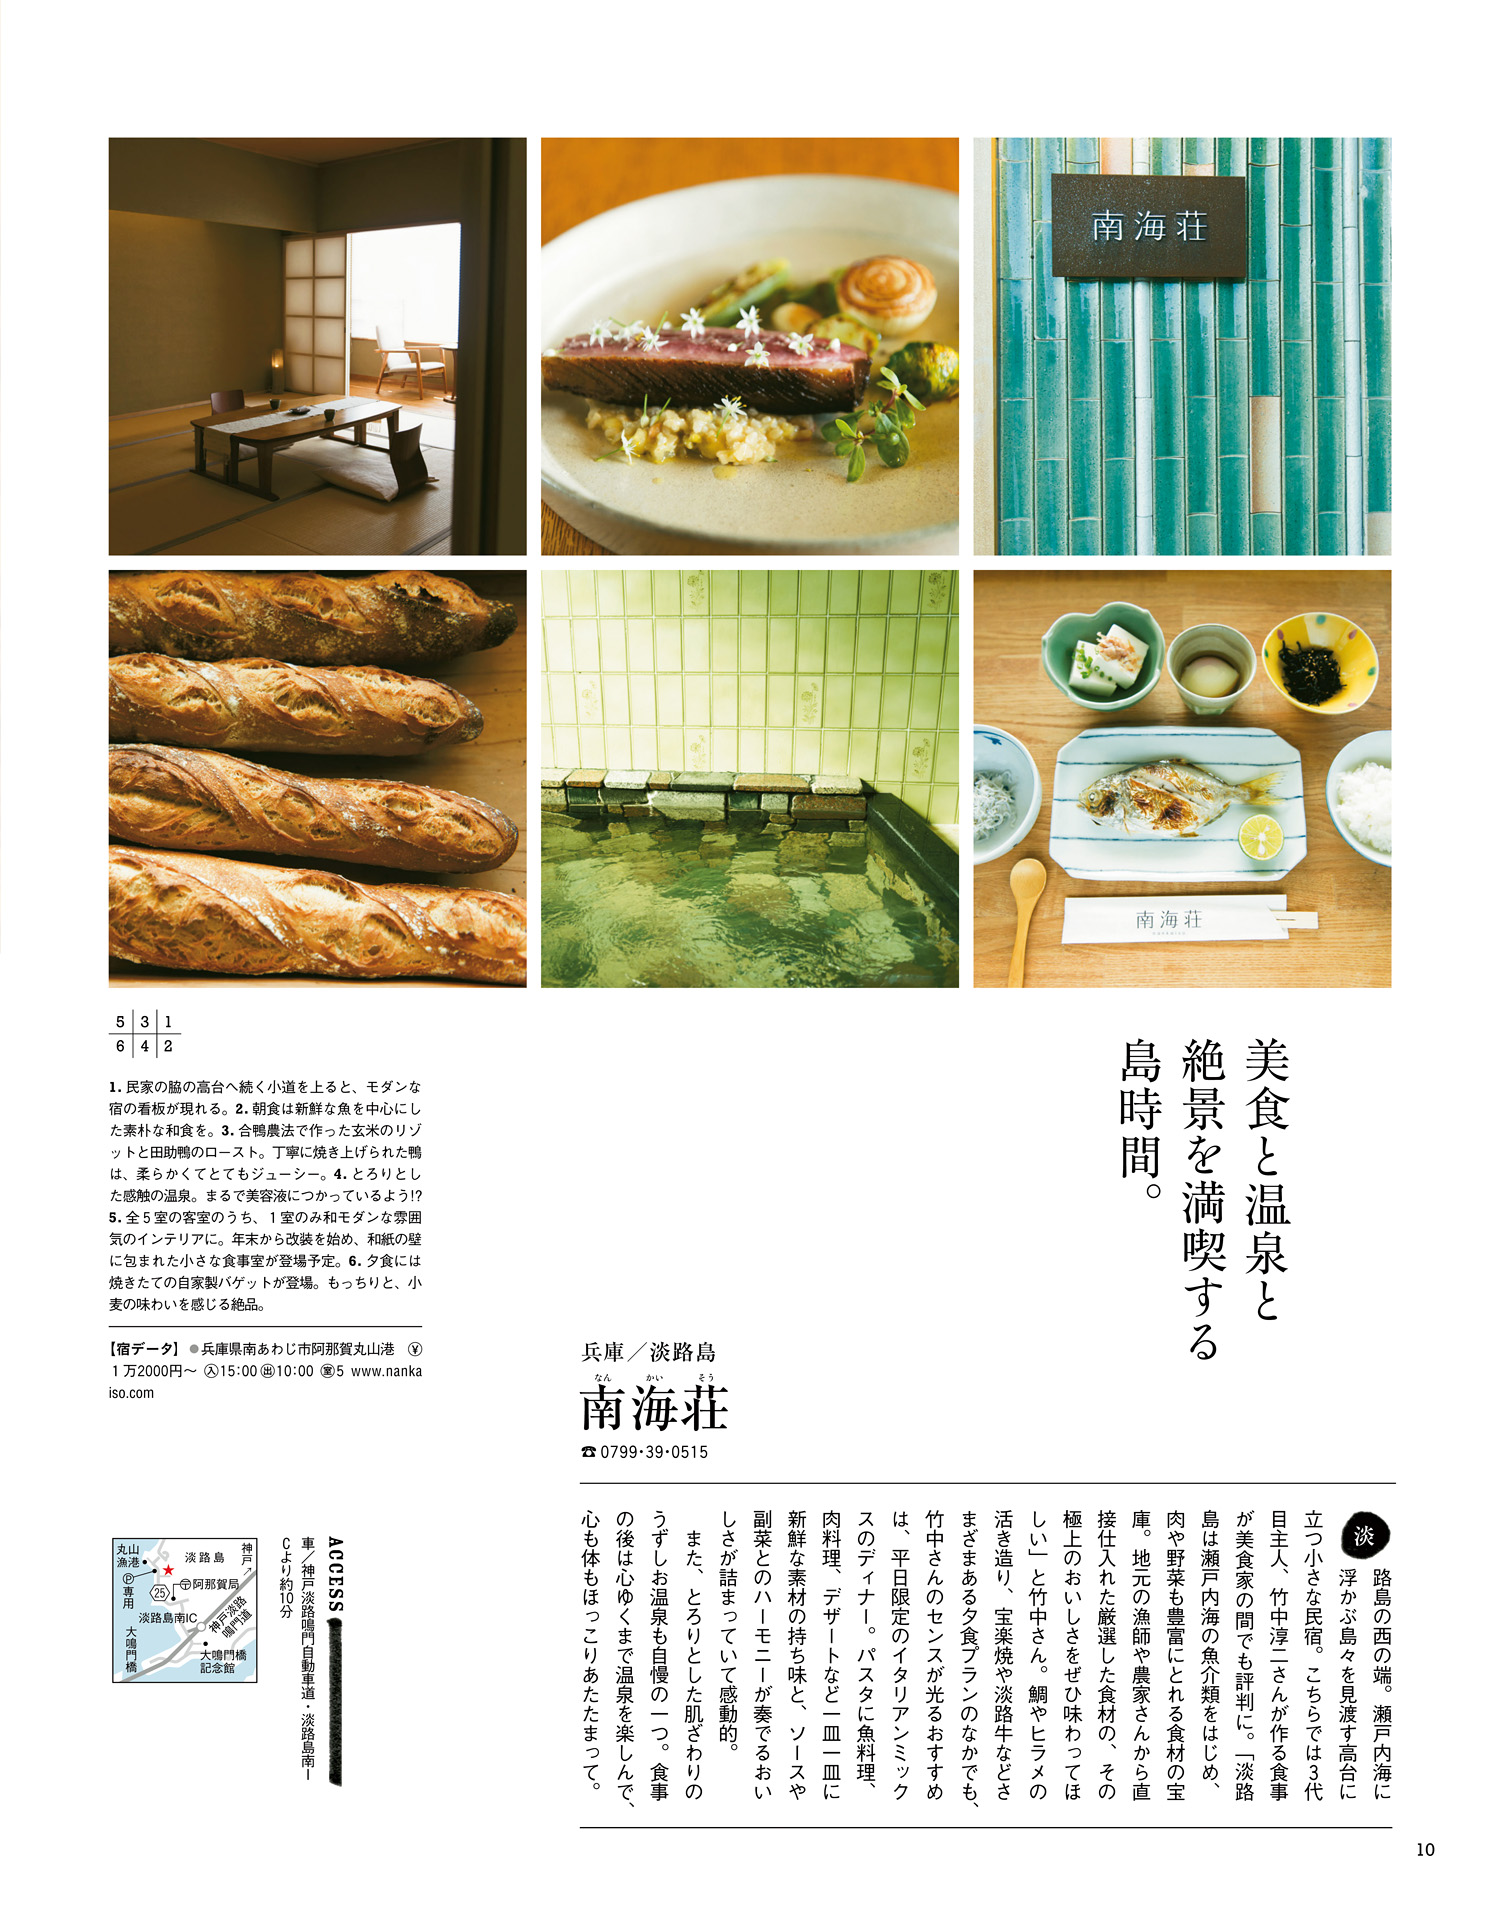 南海荘
南海荘
美食と温泉と
絶景を満喫する
島時間。
5 3 1
6 4 2
1. 民家の脇の高台へ続く小道を上ると、モダンな
宿の看板が現れる。2. 朝食は新鮮な魚を中心にし
た素朴な和食を。3. 合鴨農法で作った玄米のリゾ
ットと田助鴨のロースト。丁寧に焼き上げられた鴨
は、柔らかくてとてもジューシー。4. とろりとし
た感触の温泉。まるで美容液につかっているよう!?
5. 全5室の客室のうち、1室のみ和モダンな雰囲
気のインテリアに。年末から改装を始め、和紙の壁
に包まれた小さな食事室が登場予定。6. 夕食には
焼きたての自家製バゲットが登場。もっちりと、小
麦の味わいを感じる絶品。
【宿データ】 ●兵庫県南あわじ市阿那賀丸山港 ¥
1万2000円〜 入15:00 出10:00 室5 www.nanka
iso.com
兵庫／淡路島
なん かい そう
南海荘
☎0799・39・0515
淡路島の西の端。瀬戸内海に
浮かぶ島々を見渡す高台に
立つ小さな民宿。こちらでは3代
目主人、竹中淳二さんが作る食事
が美食家の間でも評判に。「淡路
島は瀬戸内海の魚介類をはじめ、
肉や野菜も豊富にとれる食材の宝
庫。地元の漁師や農家さんから直
接仕入れた厳選した食材の、その
極上のおいしさをぜひ味わってほ
しい」と竹中さん。鯛やヒラメの
活き造り、宝楽焼や淡路牛などさ
まざまある夕食プランのなかでも、
竹中さんのセンスが光るおすすめ
は、平日限定のイタリアンミック
スのディナー。パスタに魚料理、
肉料理、デザートなど一皿一皿に
新鮮な素材の持ち味と、ソースや
副菜とのハーモニーが奏でるおい
しさが詰まっていて感動的。
また、とろりとした肌ざわりの
うずしお温泉も自慢の一つ。食事
の後は心ゆくまで温泉を楽しんで、
心も体もほっこりあたたまって。
ACCESS
車／神戸淡路鳴門自動車道・淡路島南I
Cより約10分
神戸
淡路島
丸山
漁港
Ⓟ専用
25
〒阿那賀局
淡路島南IC
神戸淡路
鳴門道
大鳴門橋
大鳴門橋
記念館
10